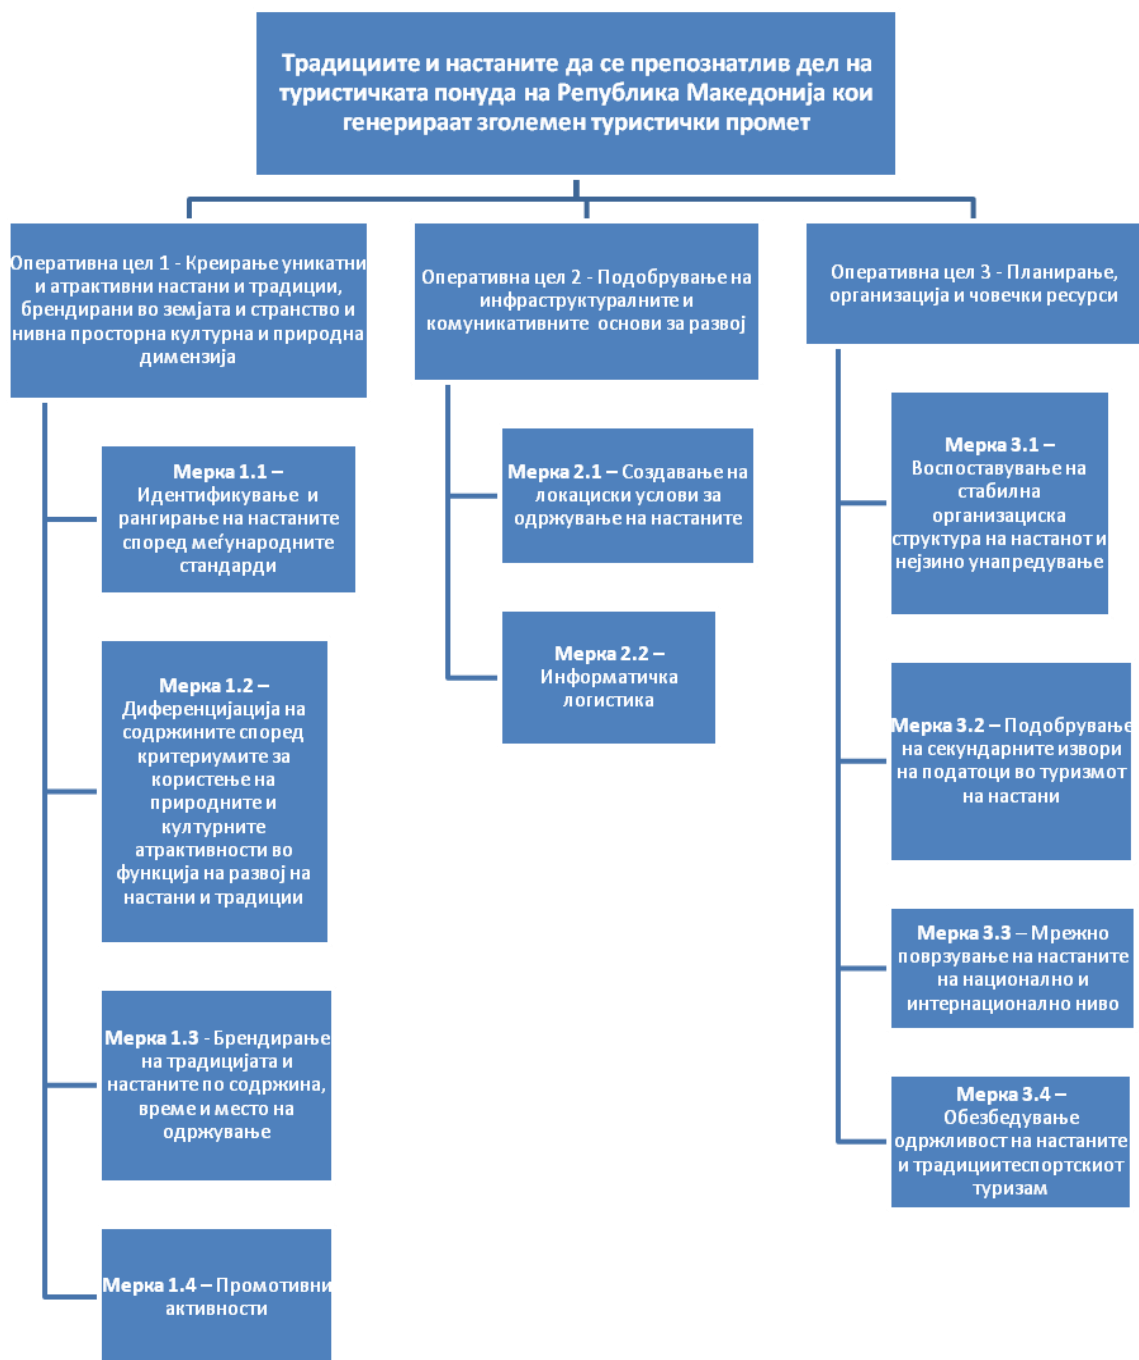 Традициите и настаните да се препознатлив дел на
туристичката понуда на Република Македонија кои
генерираат зголемен туристички промет
Оперативна цел 1 - Креирање уникатни
и атрактивни настани и традиции,
брендирани во земјата и странство и
нивна просторна културна и природна
димензија
Мерка 1.1 –
Идентификување и
рангирање на настаните
според меѓународните
стандарди
Мерка 1.2 –
Диференцијација на
содржините според
критериумите за
користење на
природните и
културните
атрактивности во
функција на развој на
настани и традиции
Мерка 1.3 - Брендирање
на традицијата и
настаните по содржина,
време и место на
одржување
Мерка 1.4 – Промотивни
активности
Оперативна цел 2 - Подобрување на
инфраструктуралните и
комуникативните основи за развој
Мерка 2.1 – Создавање на
локациски услови за
одржување на настаните
Мерка 2.2 –
Информатичка
логистика
Оперативна цел 3 - Планирање,
организација и човечки ресурси
Мерка 3.1 –
Воспоставување на
стабилна
организациска
структура на настанот и
нејзино унапредување
Мерка 3.2 – Подобрување
на секундарните извори
на податоци во туризмот
на настани
Мерка 3.3 – Мрежно
поврзување на настаните
на национално и
интернационално ниво
Мерка 3.4 –
Обезбедување
одржливост на настаните
и традициитеспортскиот
туризам